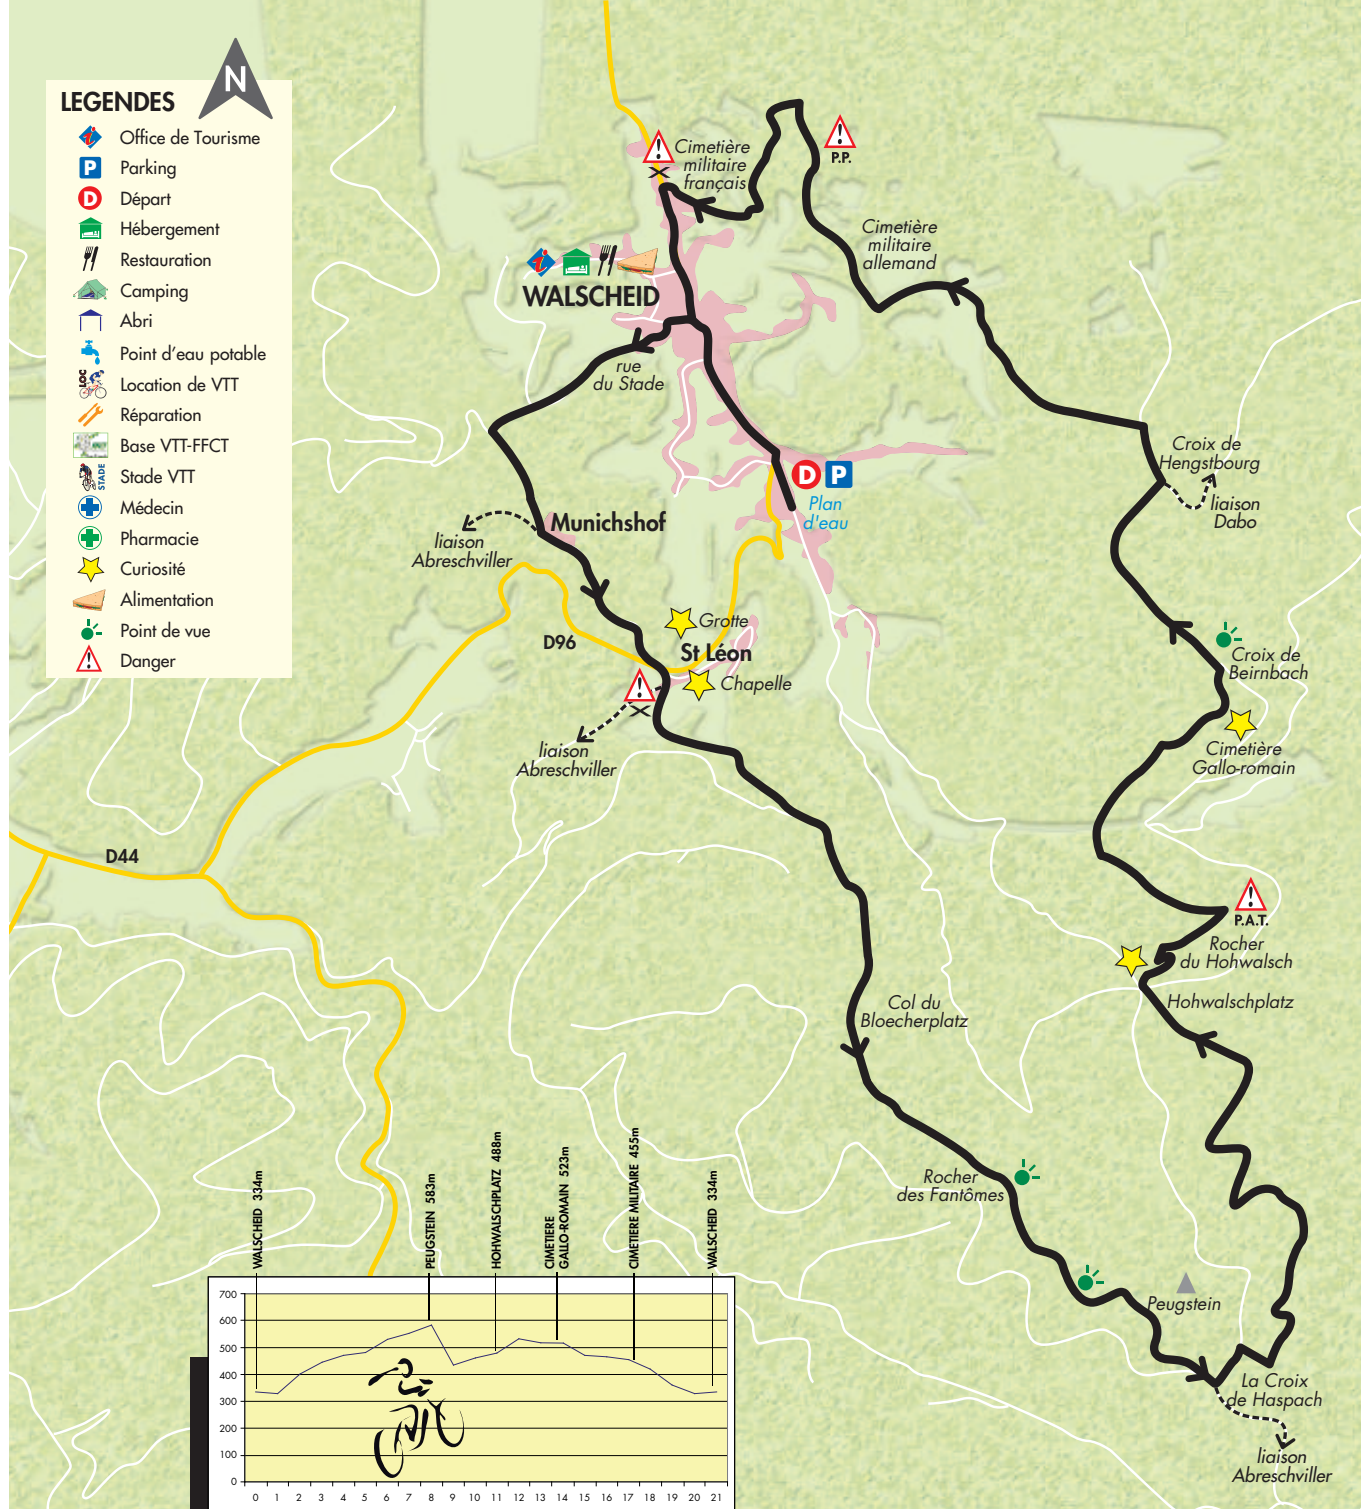 N
LEGENDES
Office de Tourisme
P Parking
D Départ
Hébergement
Restauration
Camping
Abri
Point d'eau potable
LOC Location de VTT
Réparation
Base VTT-FFCT
STADE Stade VTT
Médecin
Pharmacie
Curiosité
Alimentation
Point de vue
! Danger
!
Cimetière
militaire
français
!
P.P.
Cimetière
militaire
allemand
WALSCHEID
rue
du Stade
Croix de
Hengstbourg
liaison
Dabo
D P
Plan
d'eau
Munichshof
liaison
Abreschviller
D96
Grotte
St Léon
Chapelle
!
liaison
Abreschviller
Croix de
Beirnbach
Cimetière
Gallo-romain
D44
!
P.A.T.
Rocher
du Hohwalsch
Hohwalschplatz
Col du
Bloecherplatz
Rocher
des Fantômes
Peugstein
La Croix
de Haspach
liaison
Abreschviller
WALSCHEID 334m
PEUGSTEIN 583m
HOHWALSCHPLATZ 488m
CIMETIERE
GALLO-ROMAIN 523m
CIMETIERE MILITAIRE 455m
WALSCHEID 334m
700
600
500
400
300
200
100
0
0 1 2 3 4 5 6 7 8 9 10 11 12 13 14 15 16 17 18 19 20 21